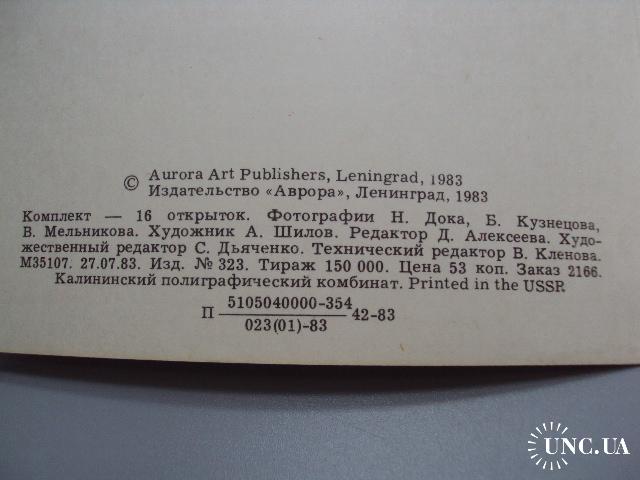 © Aurora Art Publishers, Leningrad, 1983
Издательство «Аврора», Ленинград, 1983
Комплект — 16 открыток. Фотографии Н. Дока, Б. Кузнецова,
В. Мельникова. Художник А. Шилов. Редактор Д. Алексеева. Худо-
жественный редактор С. Дьяченко. Технический редактор В. Кленова.
М35107. 27.07.83. Изд. № 323. Тираж 150 000. Цена 53 коп. Заказ 2166.
Калининский полиграфический комбинат. Printed in the USSR
П 5105040000-354 42-83
023(01)-83
UNC.UA